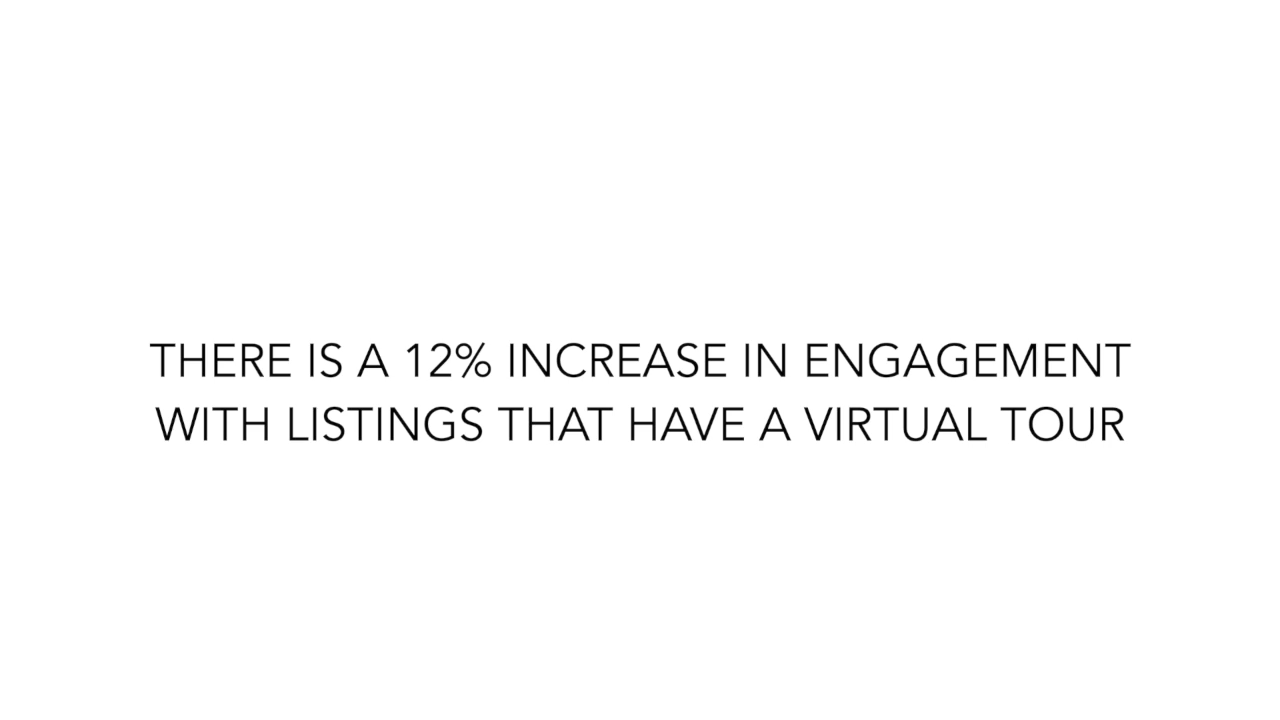 THERE IS A 12% INCREASE IN ENGAGEMENT
WITH LISTINGS THAT HAVE A VIRTUAL TOUR